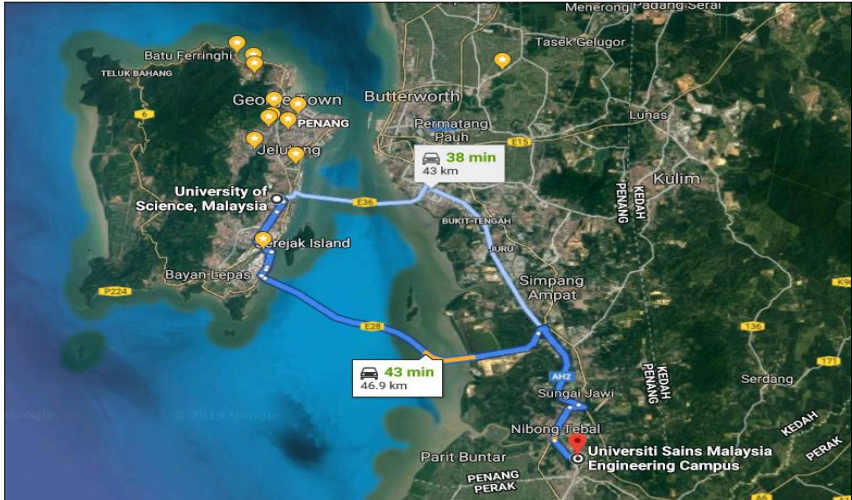 Menerong
Padang Serai
Tasek Gelugor
Batu Ferringhi
TELUK BAHANG
George Town
Butterworth
6
PENANG
Permatang
Pauh
Lunas
E15
Jelutong
38 min
43 km
Kulim
University of
Science, Malaysia
E36
KEDAH
PENANG
BUKIT TENGAH
JURU
Jerejak Island
Bayan Lepas
Simpang
Ampat
P224
E28
136
171
43 min
46.9 km
AH2
KEDAH
PENANG
Serdang
Sungai Jawi
Google
© 2019 Google
Nibong Tebal
KEDAH
PERAK
Universiti Sains Malaysia
Engineering Campus
Parit Buntar
PENANG
PERAK